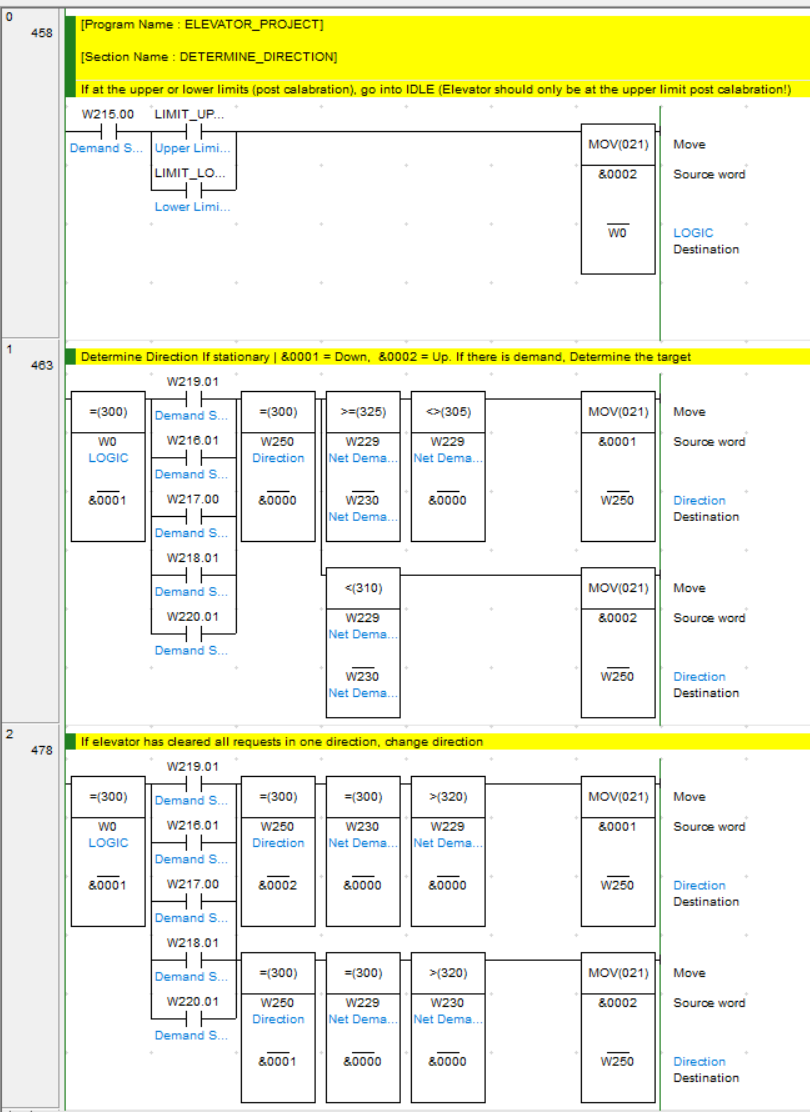 0
458
[Program Name : ELEVATOR_PROJECT]
[Section Name : DETERMINE_DIRECTION]
If at the upper or lower limits (post calabration), go into IDLE (Elevator should only be at the upper limit post calabration!)
W215.00 LIMIT_UP...
Demand S... Upper Limi... MOV(021) Move
LIMIT_LO... &0002 Source word
Lower Limi...
W0 LOGIC
Destination
1
463
Determine Direction If stationary | &0001 = Down, &0002 = Up. If there is demand, Determine the target
W219.01
=(300) Demand S... =(300) >=(325) <>(305) MOV(021) Move
W0 W216.01 W250 W229 W229 &0001 Source word
LOGIC Direction Net Dema... Net Dema...
Demand S...
&0001 W217.00 &0000 W230 &0000 W250 Direction
Net Dema... Destination
Demand S...
W218.01
Demand S... <(310) MOV(021) Move
W220.01 W229 &0002 Source word
Net Dema...
Demand S...
W230 W250 Direction
Net Dema... Destination
2
478
If elevator has cleared all requests in one direction, change direction
W219.01
=(300) Demand S... =(300) =(300) >(320) MOV(021) Move
W0 W216.01 W250 W230 W229 &0001 Source word
LOGIC Direction Net Dema... Net Dema...
Demand S...
&0001 W217.00 &0002 &0000 &0000 W250 Direction
Destination
Demand S...
W218.01
Demand S... =(300) =(300) >(320) MOV(021) Move
W220.01 W250 W229 W230 &0002 Source word
Direction Net Dema... Net Dema...
Demand S...
&0001 &0000 &0000 W250 Direction
Destination